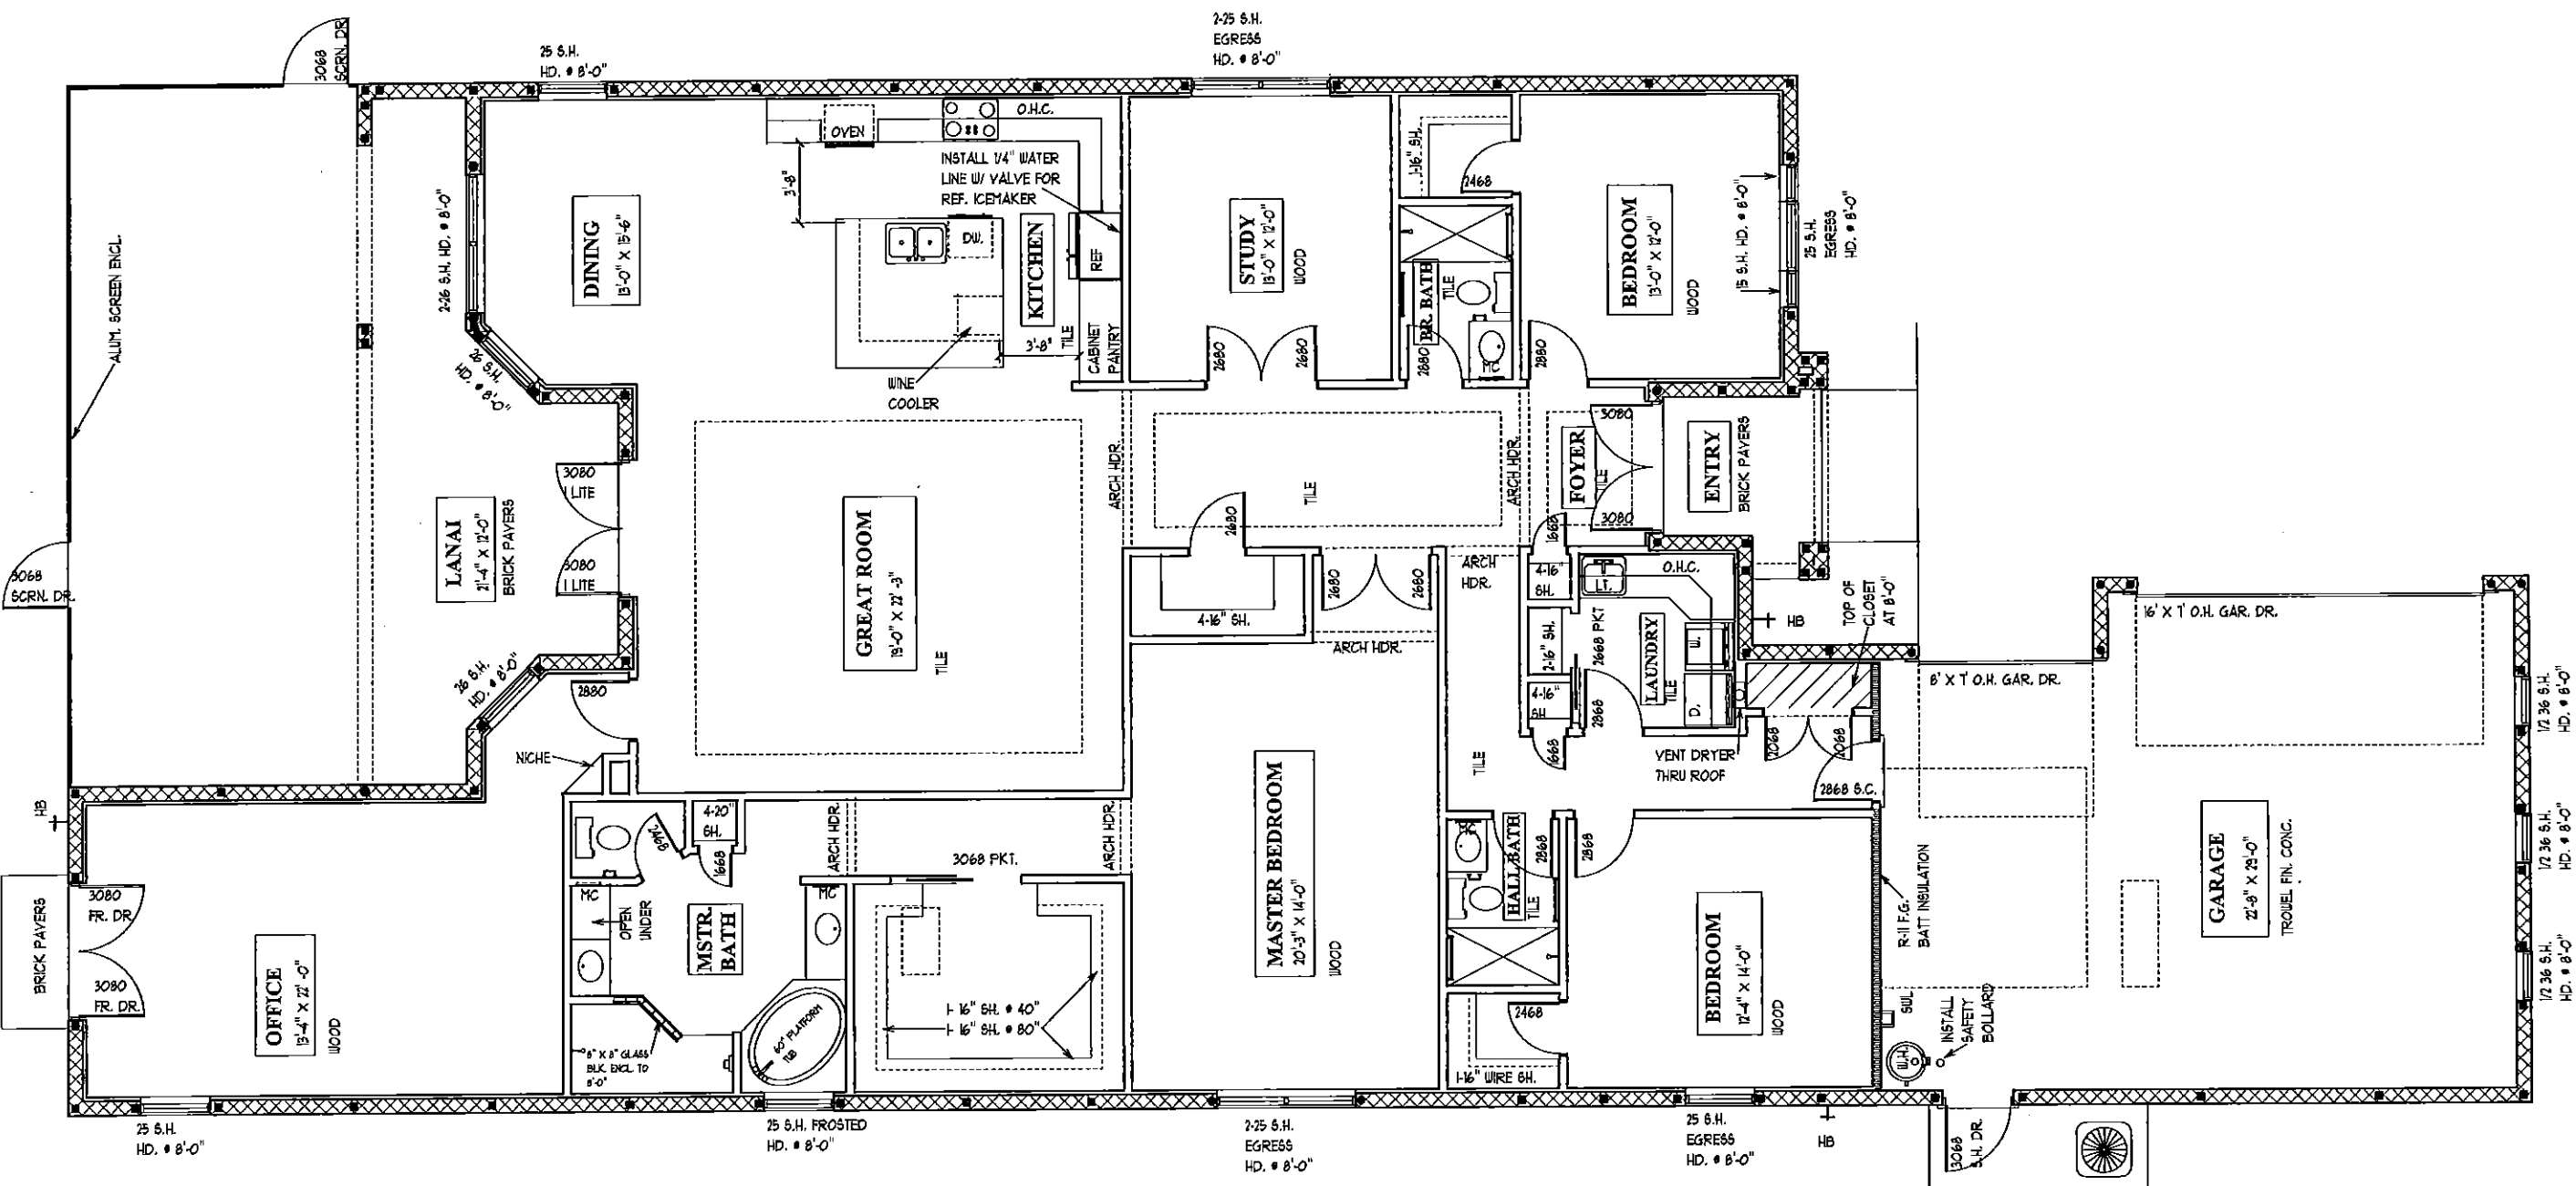 3068
SCRN. DR
25 S.H.
HD. @ 8'-0"
2-25 S.H.
EGRESS
HD. @ 8'-0"
ALUM. SCREEN ENCL.
2-26 S.H. HD. @ 8'-0"
26 S.H.
HD. @ 8'-0"
DINING
13'-0" X 15'-6"
OVEN
O.H.C.
3'-8"
INSTALL 1/4" WATER
LINE W/ VALVE FOR
REF. ICEMAKER
D.W.
KITCHEN
TILE
REF
CABINET
PANTRY
3'-8"
WINE
COOLER
STUDY
13'-0" X 12'-0"
WOOD
2680
2680
1-16" SH.
2468
BR. BATH
TILE
2880
MC
BEDROOM
13'-0" X 12'-0"
WOOD
2880
15 S.H. HD. @ 8'-0"
25 S.H.
EGRESS
HD. @ 8'-0"
3068
SCRN. DR.
LANAI
21'-4" X 12'-0"
BRICK PAVERS
3080
1 LITE
3080
1 LITE
26 S.H.
HD. @ 8'-0"
2880
NICHE
GREAT ROOM
19'-0" X 22'-3"
TILE
ARCH HDR.
TILE
ARCH HDR.
2680
4-16" SH.
2680
2680
ARCH HDR.
FOYER
TILE
3080
3080
1668
ENTRY
BRICK PAVERS
ARCH
HDR.
4-16"
SH.
L.T.
O.H.C.
2-16" SH.
2668 PKT
4-16"
SH
2868
1668
LAUNDRY
TILE
W.
D.
HB
TOP OF
CLOSET
AT 8'-0"
VENT DRYER
THRU ROOF
2068
2068
2868 S.C.
16' X 7' O.H. GAR. DR.
8' X 7' O.H. GAR. DR.
1/2 36 S.H.
HD. @ 8'-0"
1/2 36 S.H.
HD. @ 8'-0"
1/2 36 S.H.
HD. @ 8'-0"
GARAGE
22'-8" X 29'-0"
TROWEL FIN. CONC.
R-11 F.G.
BATT INSULATION
SW.
INSTALL
SAFETY
BOLLARD
W.H.
HB
BRICK PAVERS
3080
FR. DR.
3080
FR. DR.
OFFICE
13'-4" X 22'-0"
WOOD
2468
4-20"
SH.
1668
MC
OPEN
UNDER
MSTR.
BATH
MC
8" X 8" GLASS
BLK. ENCL. TO
8'-0"
60" PLATFORM
TUB
ARCH HDR.
3068 PKT.
ARCH HDR.
1-16" SH. @ 40"
1-16" SH. @ 80"
MASTER BEDROOM
20'-3" X 14'-0"
WOOD
TILE
MC
HALL BATH
TILE
2868
2868
2468
1-16" WIRE SH.
BEDROOM
12'-4" X 14'-0"
WOOD
25 S.H.
HD. @ 8'-0"
25 S.H. FROSTED
HD. @ 8'-0"
2-25 S.H.
EGRESS
HD. @ 8'-0"
25 S.H.
EGRESS
HD. @ 8'-0"
HB
3068
S.H. DR.